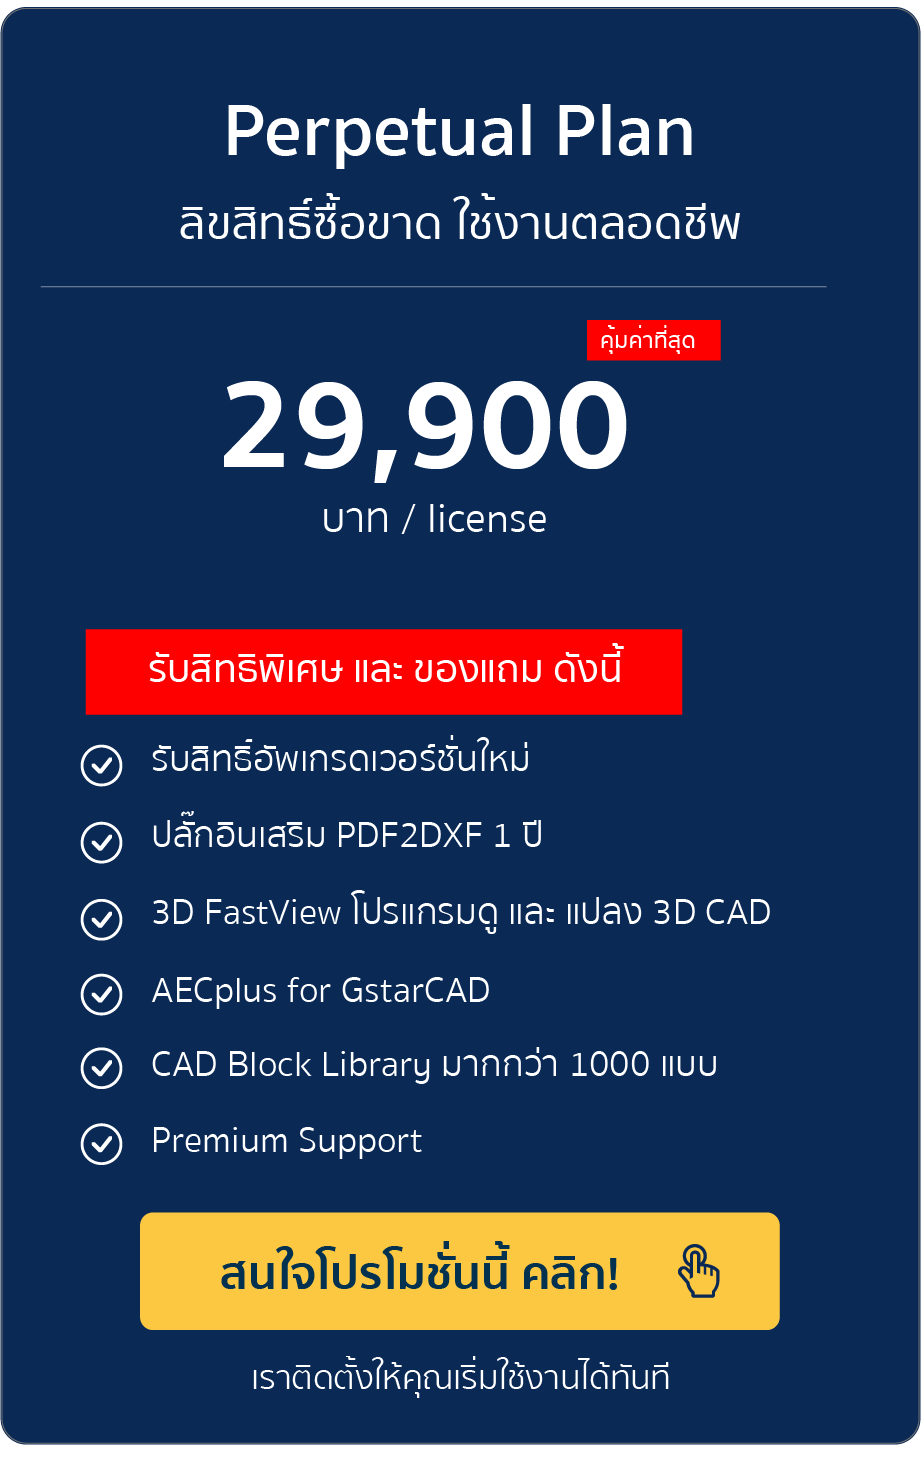 Perpetual Plan
ลิขสิทธิ์ซื้อขาด ใช้งานตลอดชีพ
คุ้มค่าที่สุด
29,900
บาท / license
รับสิทธิพิเศษ และ ของแถม ดังนี้
รับสิทธิ์อัพเกรดเวอร์ชั่นใหม่
ปลั๊กอินเสริม PDF2DXF 1 ปี
3D FastView โปรแกรมดู และ แปลง 3D CAD
AECplus for GstarCAD
CAD Block Library มากกว่า 1000 แบบ
Premium Support
สนใจโปรโมชั่นนี้ คลิก!
เราติดตั้งให้คุณเริ่มใช้งานได้ทันที